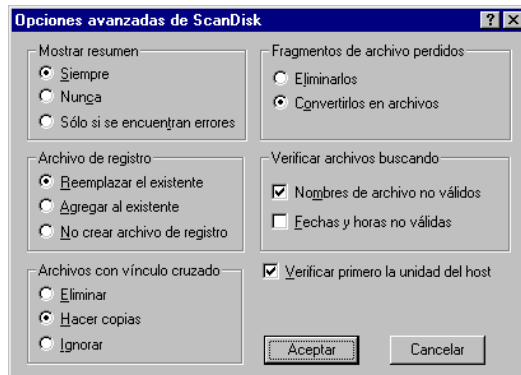 Opciones avanzadas de ScanDisk
Mostrar resumen
Siempre
Nunca
Sólo si se encuentran errores
Archivo de registro
Reemplazar el existente
Agregar al existente
No crear archivo de registro
Archivos con vínculo cruzado
Eliminar
Hacer copias
Ignorar
Fragmentos de archivo perdidos
Eliminarlos
Convertirlos en archivos
Verificar archivos buscando
Nombres de archivo no válidos
Fechas y horas no válidas
Verificar primero la unidad del host
Aceptar
Cancelar